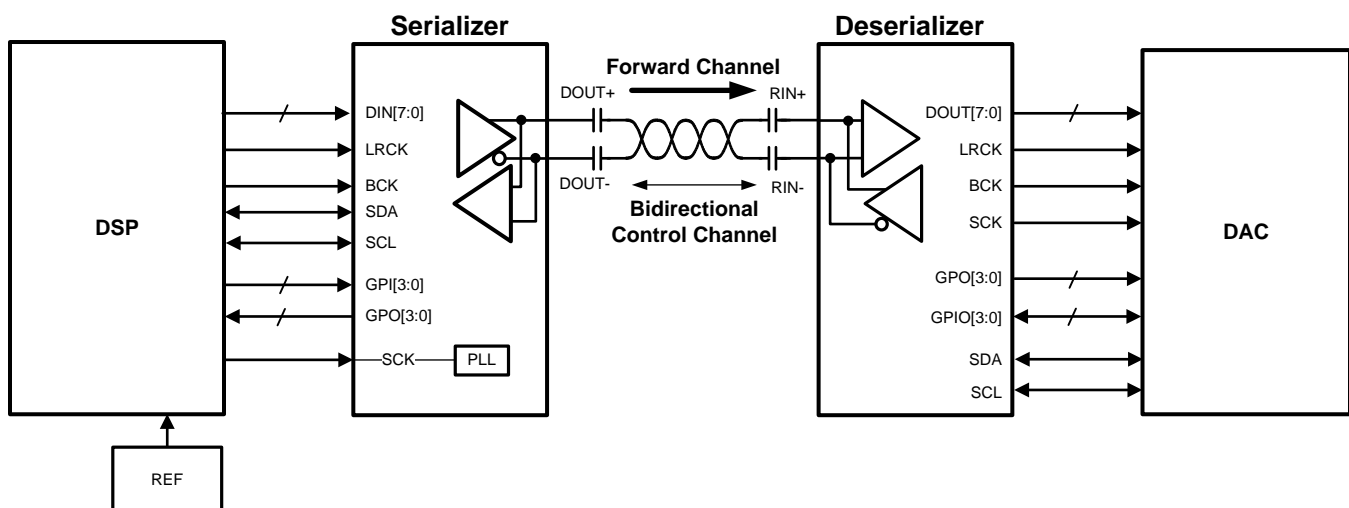 Serializer
Deserializer
Forward Channel
DOUT+
RIN+
DIN[7:0]
DOUT[7:0]
LRCK
LRCK
BCK
BCK
DOUT-
RIN-
SDA
SCK
Bidirectional
Control Channel
DSP
DAC
SCL
GPI[3:0]
GPO[3:0]
GPO[3:0]
GPIO[3:0]
SCK
PLL
SDA
SCL
REF